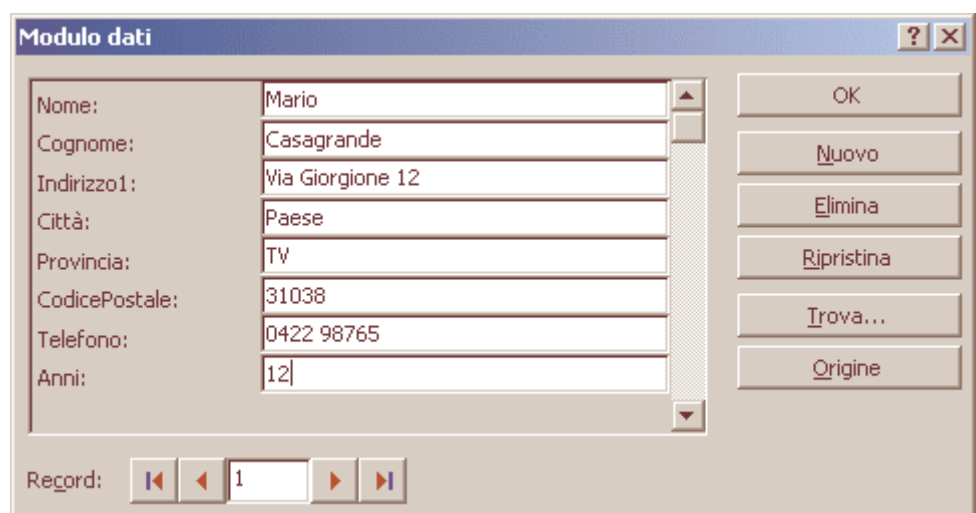 Modulo dati
Nome: Mario
Cognome: Casagrande
Indirizzo1: Via Giorgione 12
Città: Paese
Provincia: TV
CodicePostale: 31038
Telefono: 0422 98765
Anni: 12
OK
Nuovo
Elimina
Ripristina
Trova...
Origine
Record: 1